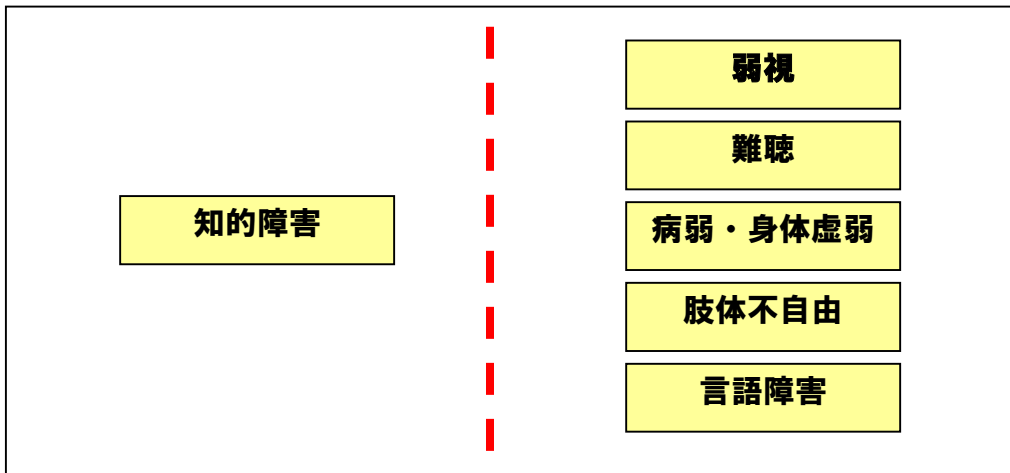 知的障害
弱視
難聴
病弱・身体虚弱
肢体不自由
言語障害